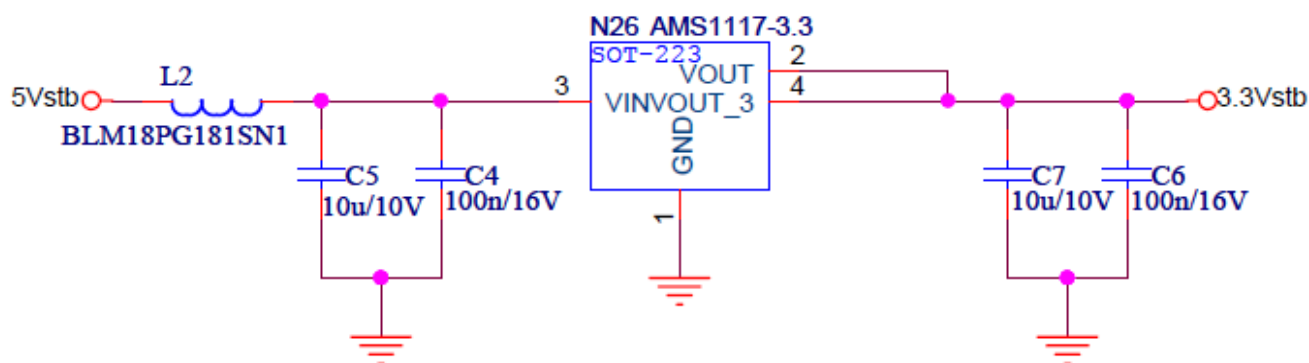 N26 AMS1117-3.3
SOT-223
L2
5Vstb
BLM18PG181SN1
3
VOUT
2
VINVOUT_3
4
GND
1
3.3Vstb
C5
10u/10V
C4
100n/16V
C7
10u/10V
C6
100n/16V